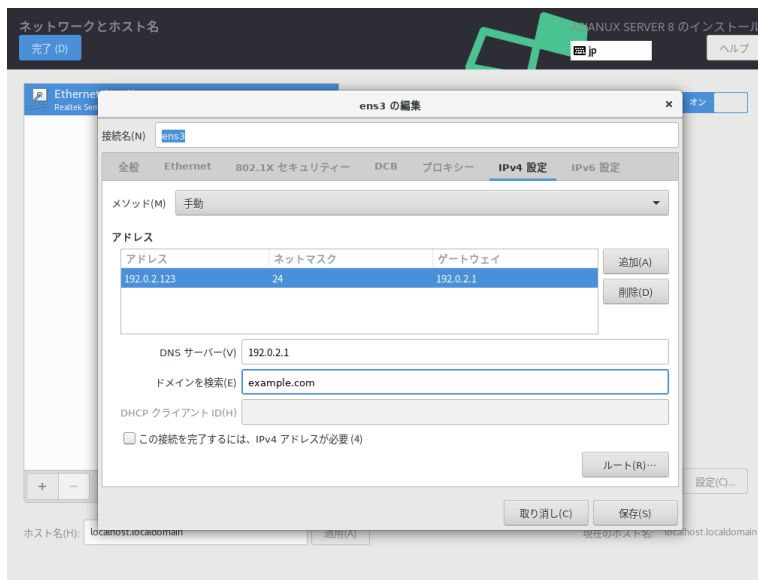 ネットワークとホスト名
ASIANUX SERVER 8 のインストール
完了 (D)
jp
ヘルプ
Ethernet
Realtek Sem
オン
ens3 の編集
接続名(N)
ens3
全般
Ethernet
802.1X セキュリティー
DCB
プロキシー
IPv4 設定
IPv6 設定
メソッド(M)
手動
アドレス
アドレス
ネットマスク
ゲートウェイ
追加(A)
192.0.2.123
24
192.0.2.1
削除(D)
DNS サーバー(V)
192.0.2.1
ドメインを検索(E)
example.com
DHCP クライアント ID(H)
この接続を完了するには、IPv4 アドレスが必要 (4)
ルート(R)…
設定(C)...
取り消し(C)
保存(S)
ホスト名(H):
localhost.localdomain
適用(A)
現在のホスト名:
localhost.localdomain